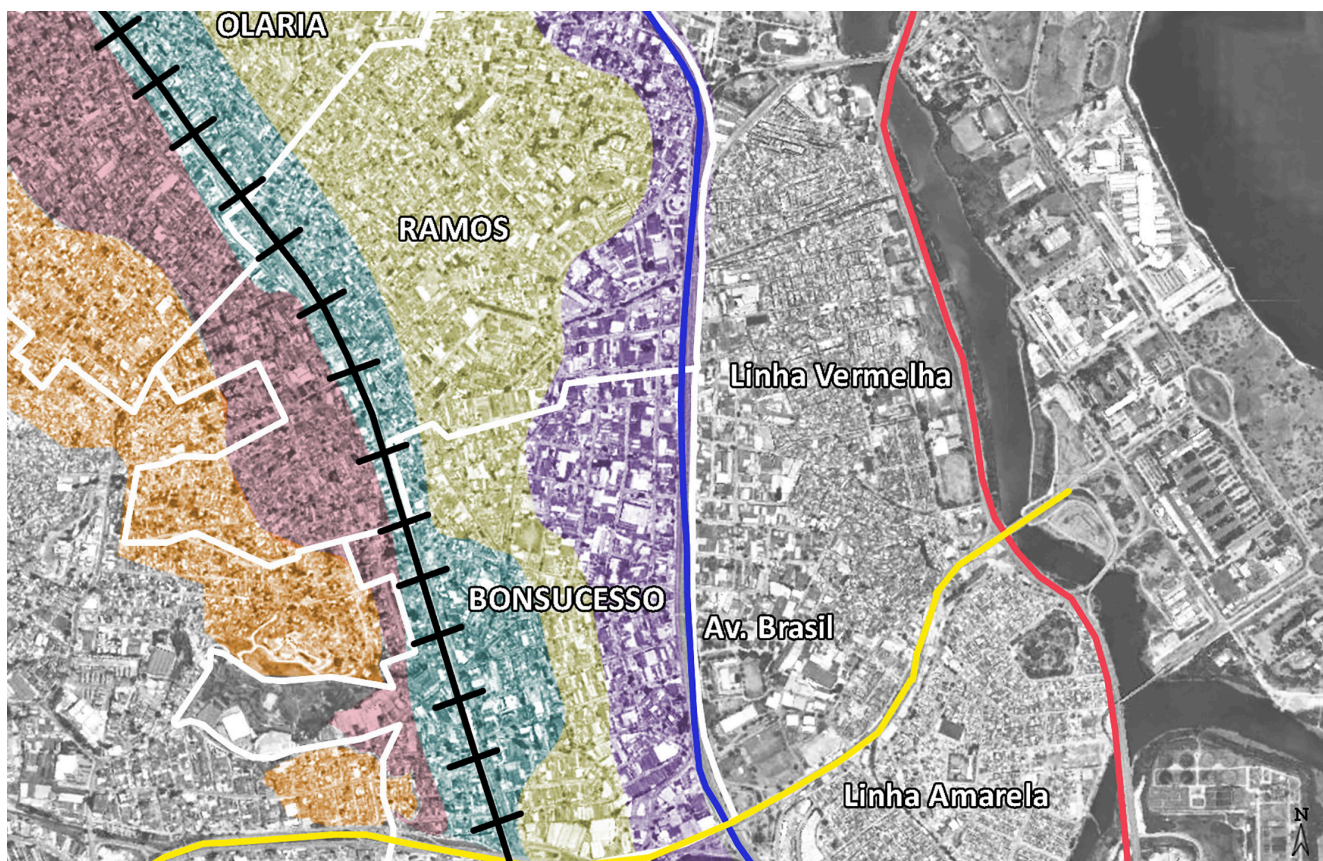 OLARIA
RAMOS
Linha Vermelha
BONSUCESSO
Av. Brasil
Linha Amarela
N